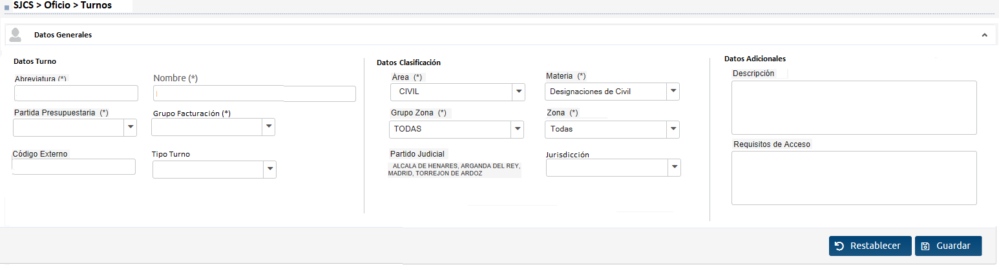 SJCS > Oficio > Turnos
Datos Generales
Datos Turno
Abreviatura (*)
Nombre (*)
Partida Presupuestaria (*)
Grupo Facturación (*)
Código Externo
Tipo Turno
Datos Clasificación
Área (*)
Materia (*)
CIVIL
Designaciones de Civil
Grupo Zona (*)
Zona (*)
TODAS
Todas
Partido Judicial
Jurisdicción
ALCALA DE HENARES, ARGANDA DEL REY,
MADRID, TORREJON DE ARDOZ
Datos Adicionales
Descripción
Requisitos de Acceso
Restablecer
Guardar